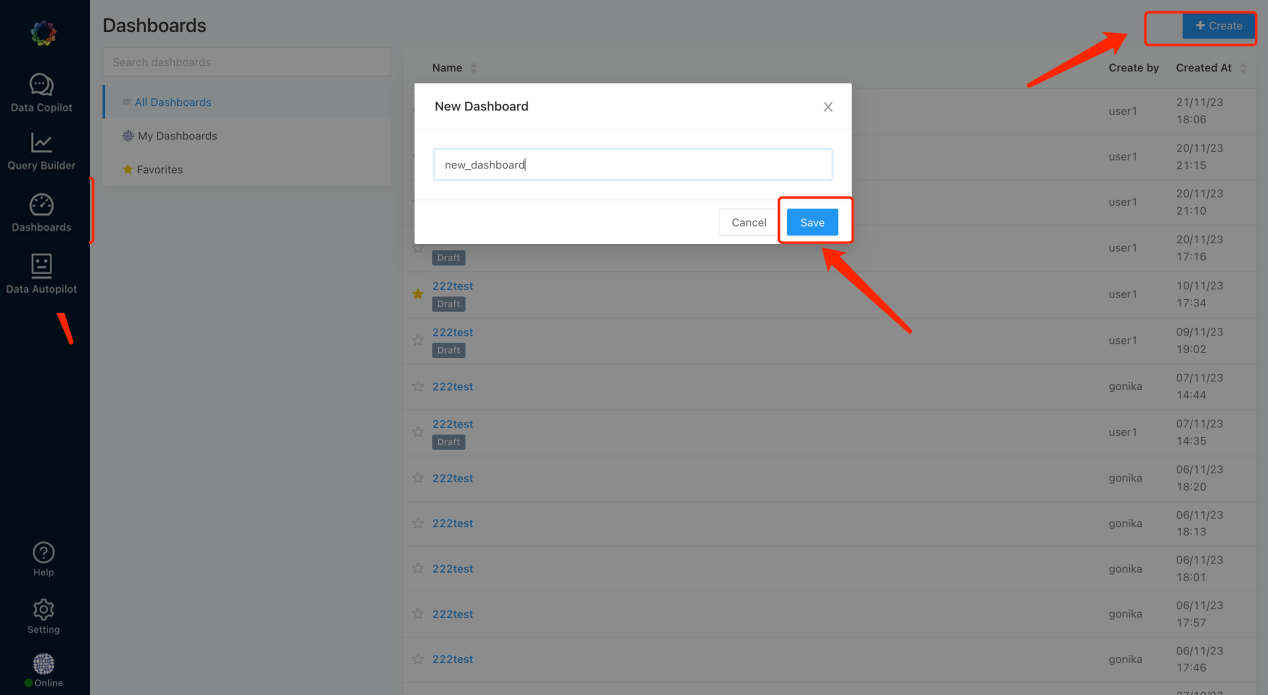 Dashboards
+ Create
Search dashboards
Name
Create by
Created At
Data Copilot
All Dashboards
My Dashboards
Favorites
Query Builder
Dashboards
Data Autopilot
New Dashboard
new_dashboard
Cancel
Save
user1
21/11/23
18:06
user1
20/11/23
21:15
user1
20/11/23
21:10
Draft
user1
20/11/23
17:16
222test
Draft
user1
10/11/23
17:34
222test
Draft
user1
09/11/23
19:02
222test
gonika
07/11/23
14:44
222test
Draft
user1
07/11/23
14:35
222test
gonika
06/11/23
18:20
222test
gonika
06/11/23
18:13
222test
gonika
06/11/23
18:01
222test
gonika
06/11/23
17:57
222test
gonika
06/11/23
17:46
Help
Setting
Online